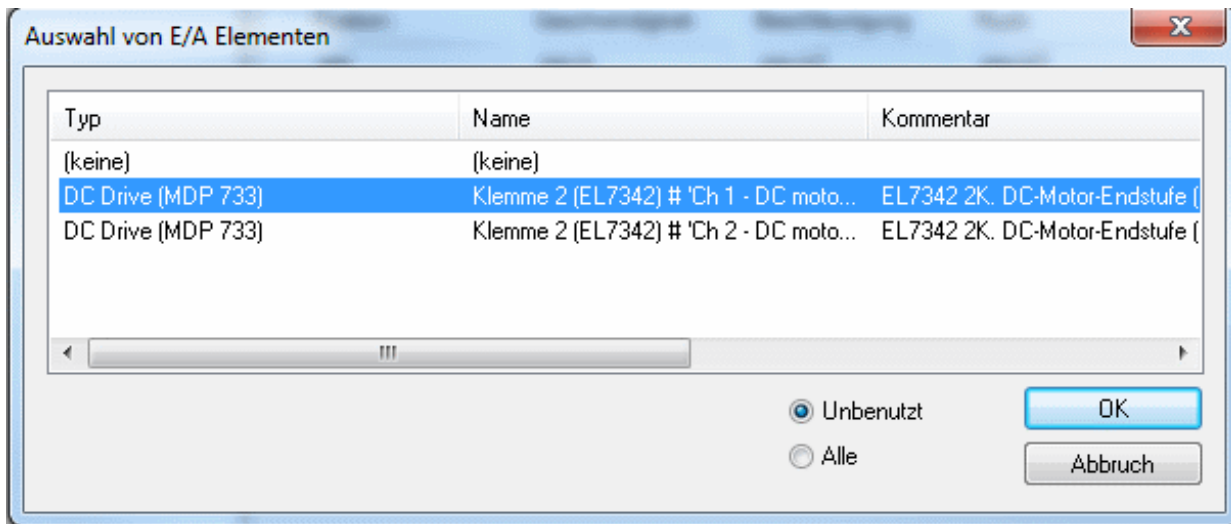 Auswahl von E/A Elementen
Typ Name Kommentar
(keine) (keine)
DC Drive (MDP 733) Klemme 2 (EL7342) # 'Ch 1 - DC moto... EL7342 2K. DC-Motor-Endstufe (
DC Drive (MDP 733) Klemme 2 (EL7342) # 'Ch 2 - DC moto... EL7342 2K. DC-Motor-Endstufe (
Unbenutzt OK
Alle Abbruch